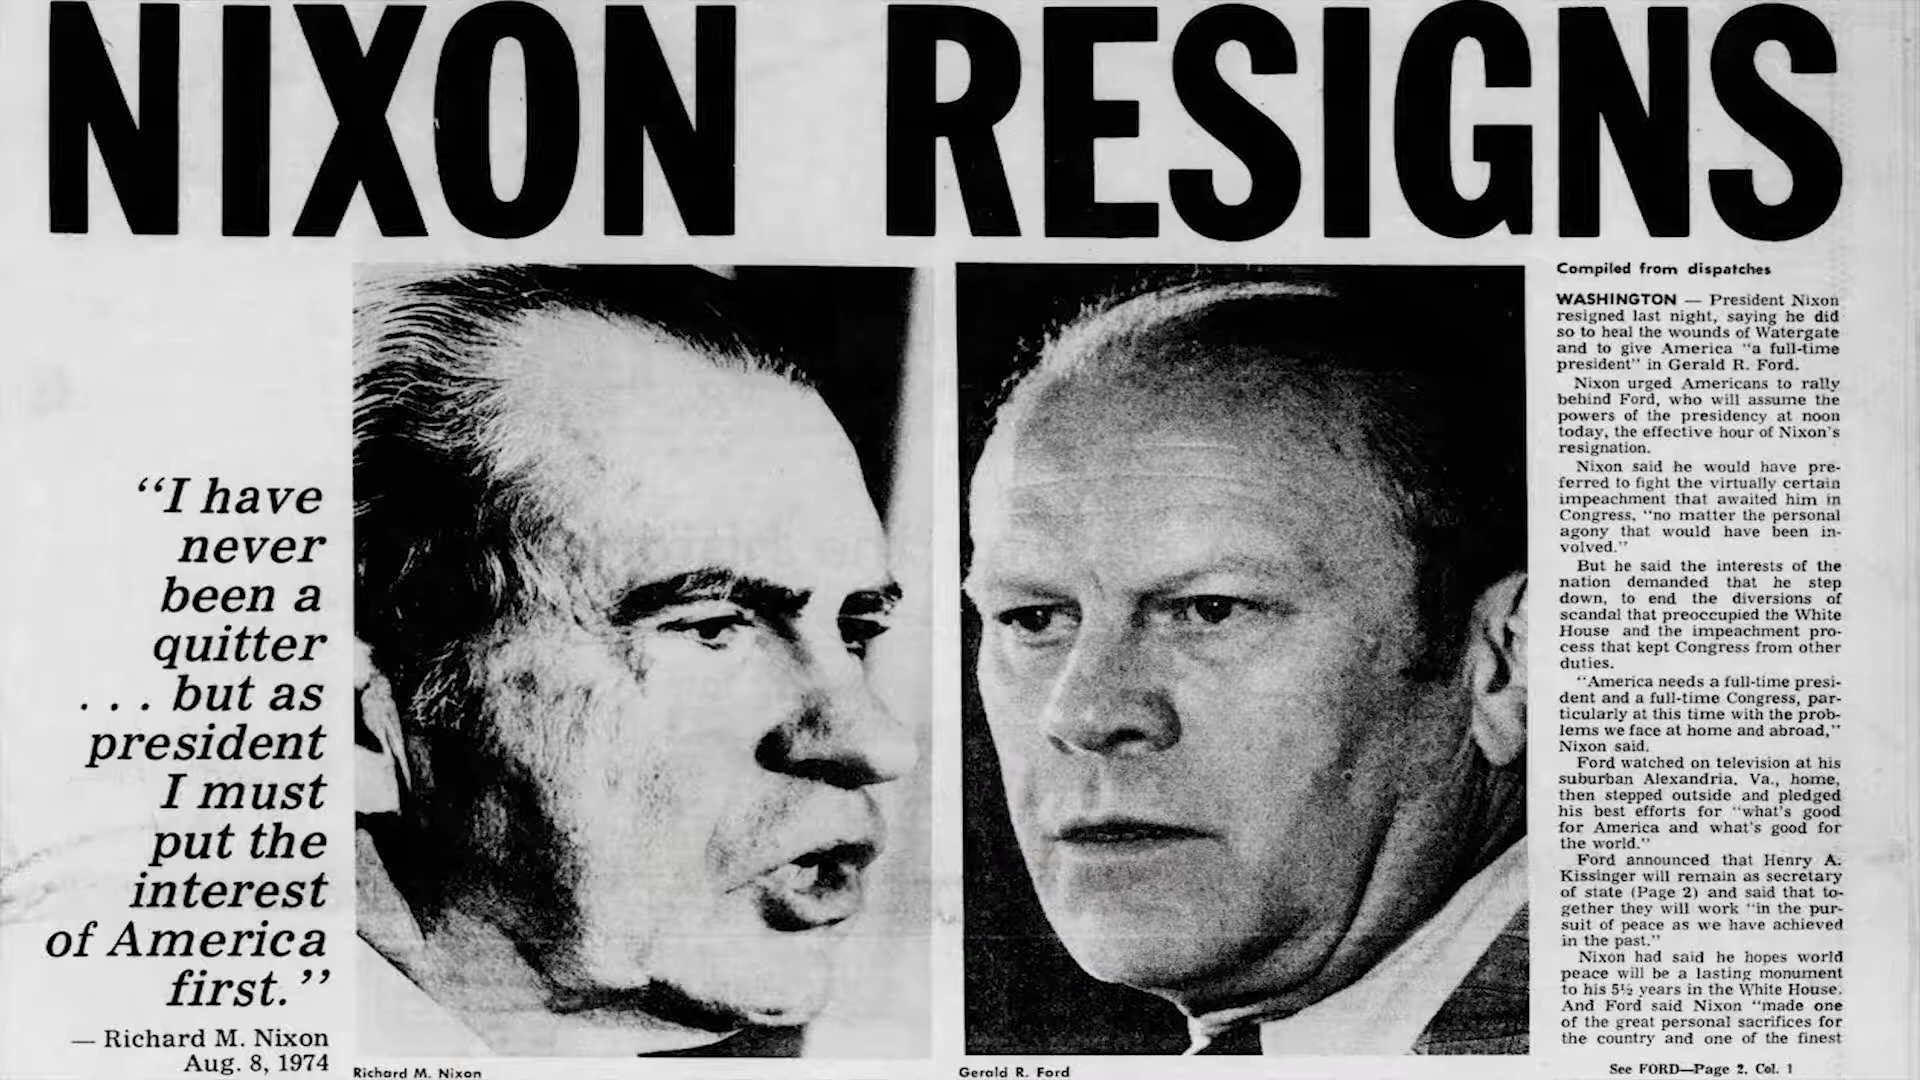 NIXON RESIGNS
“I have
never
been a
quitter
. . . but as
president
I must
put the
interest
of America
first.”
— Richard M. Nixon
Aug. 8, 1974
Richard M. Nixon
Gerald R. Ford
Compiled from dispatches
WASHINGTON — President Nixon
resigned last night, saying he did
so to heal the wounds of Watergate
and to give America “a full-time
president” in Gerald R. Ford.
Nixon urged Americans to rally
behind Ford, who will assume the
powers of the presidency at noon
today, the effective hour of Nixon's
resignation.
Nixon said he would have pre-
ferred to fight the virtually certain
impeachment that awaited him in
Congress, “no matter the personal
agony that would have been in-
volved.”
But he said the interests of the
nation demanded that he step
down, to end the diversions of
scandal that preoccupied the White
House and the impeachment pro-
cess that kept Congress from other
duties.
“America needs a full-time presi-
dent and a full-time Congress, par-
ticularly at this time with the prob-
lems we face at home and abroad,”
Nixon said.
Ford watched on television at his
suburban Alexandria, Va., home,
then stepped outside and pledged
his best efforts for “what's good
for America and what's good for
the world.”
Ford announced that Henry A.
Kissinger will remain as secretary
of state (Page 2) and said that to-
gether they will work “in the pur-
suit of peace as we have achieved
in the past.”
Nixon had said he hopes world
peace will be a lasting monument
to his 5½ years in the White House.
And Ford said Nixon “made one
of the great personal sacrifices for
the country and one of the finest
See FORD—Page 2, Col. 1